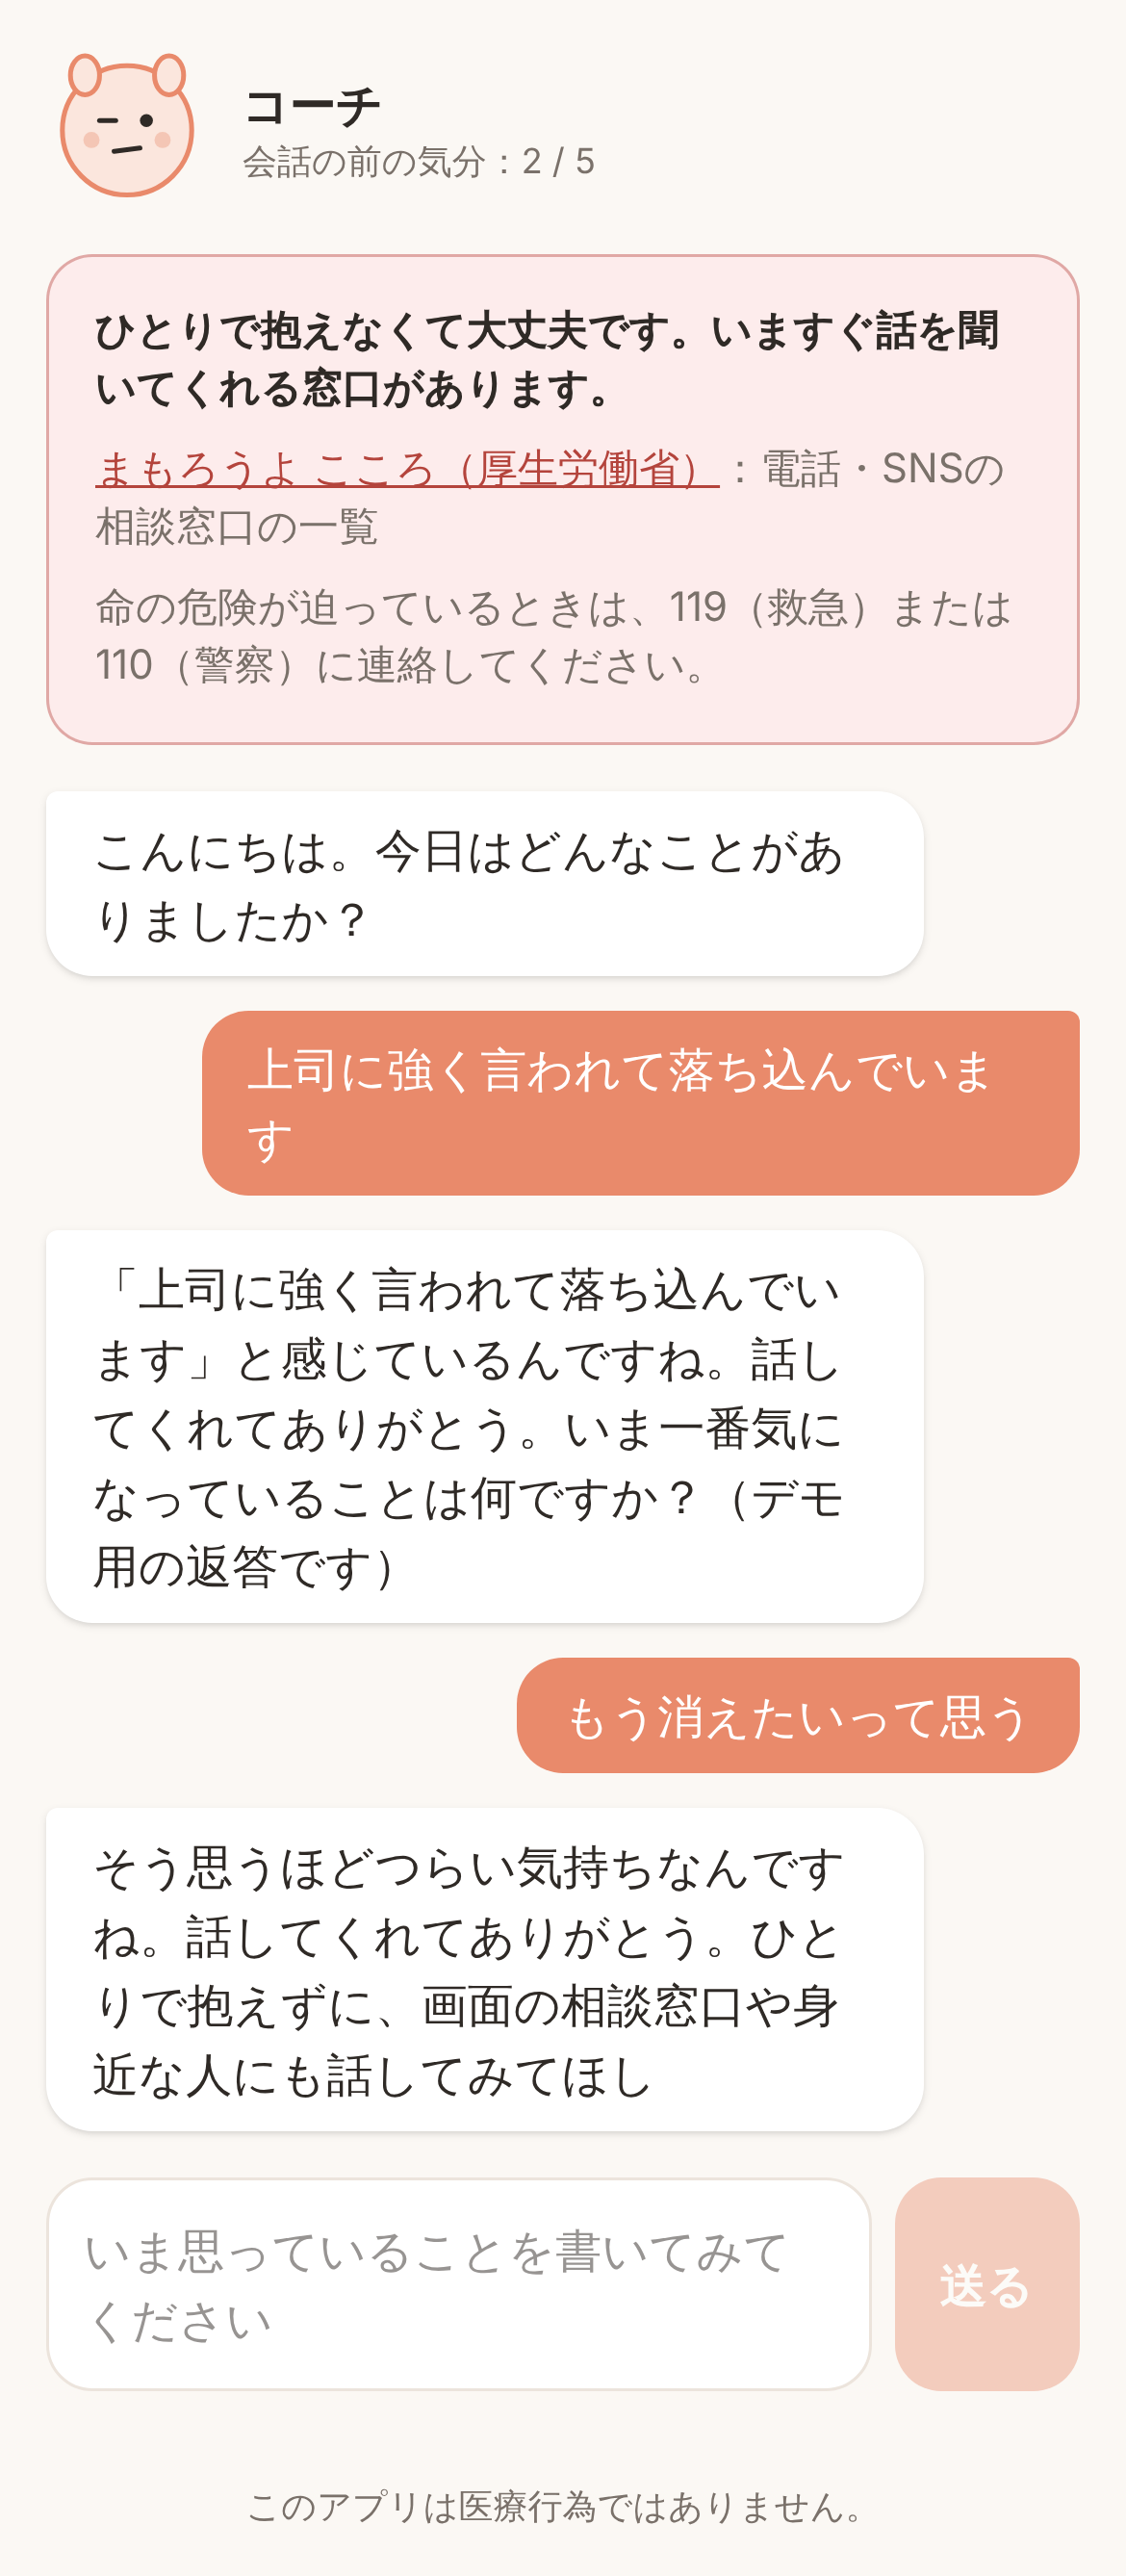 コーチ
会話の前の気分：2 / 5
ひとりで抱えなくて大丈夫です。いますぐ話を聞
いてくれる窓口があります。
まもろうよ こころ（厚生労働省）：電話・SNSの
相談窓口の一覧
命の危険が迫っているときは、119（救急）または
110（警察）に連絡してください。
こんにちは。今日はどんなことがあ
りましたか？
上司に強く言われて落ち込んでいま
す
「上司に強く言われて落ち込んでい
ます」と感じているんですね。話し
てくれてありがとう。いま一番気に
なっていることは何ですか？（デモ
用の返答です）
もう消えたいって思う
そう思うほどつらい気持ちなんです
ね。話してくれてありがとう。ひと
りで抱えずに、画面の相談窓口や身
近な人にも話してみてほし
いま思っていることを書いてみて
ください
送る
このアプリは医療行為ではありません。